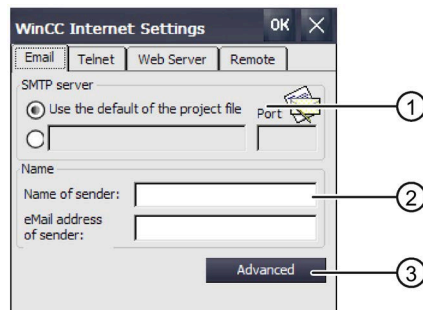 WinCC Internet Settings OK
Email Telnet Web Server Remote
SMTP server
Use the default of the project file Port
1
Name
Name of sender:
2
eMail address
of sender:
Advanced
3